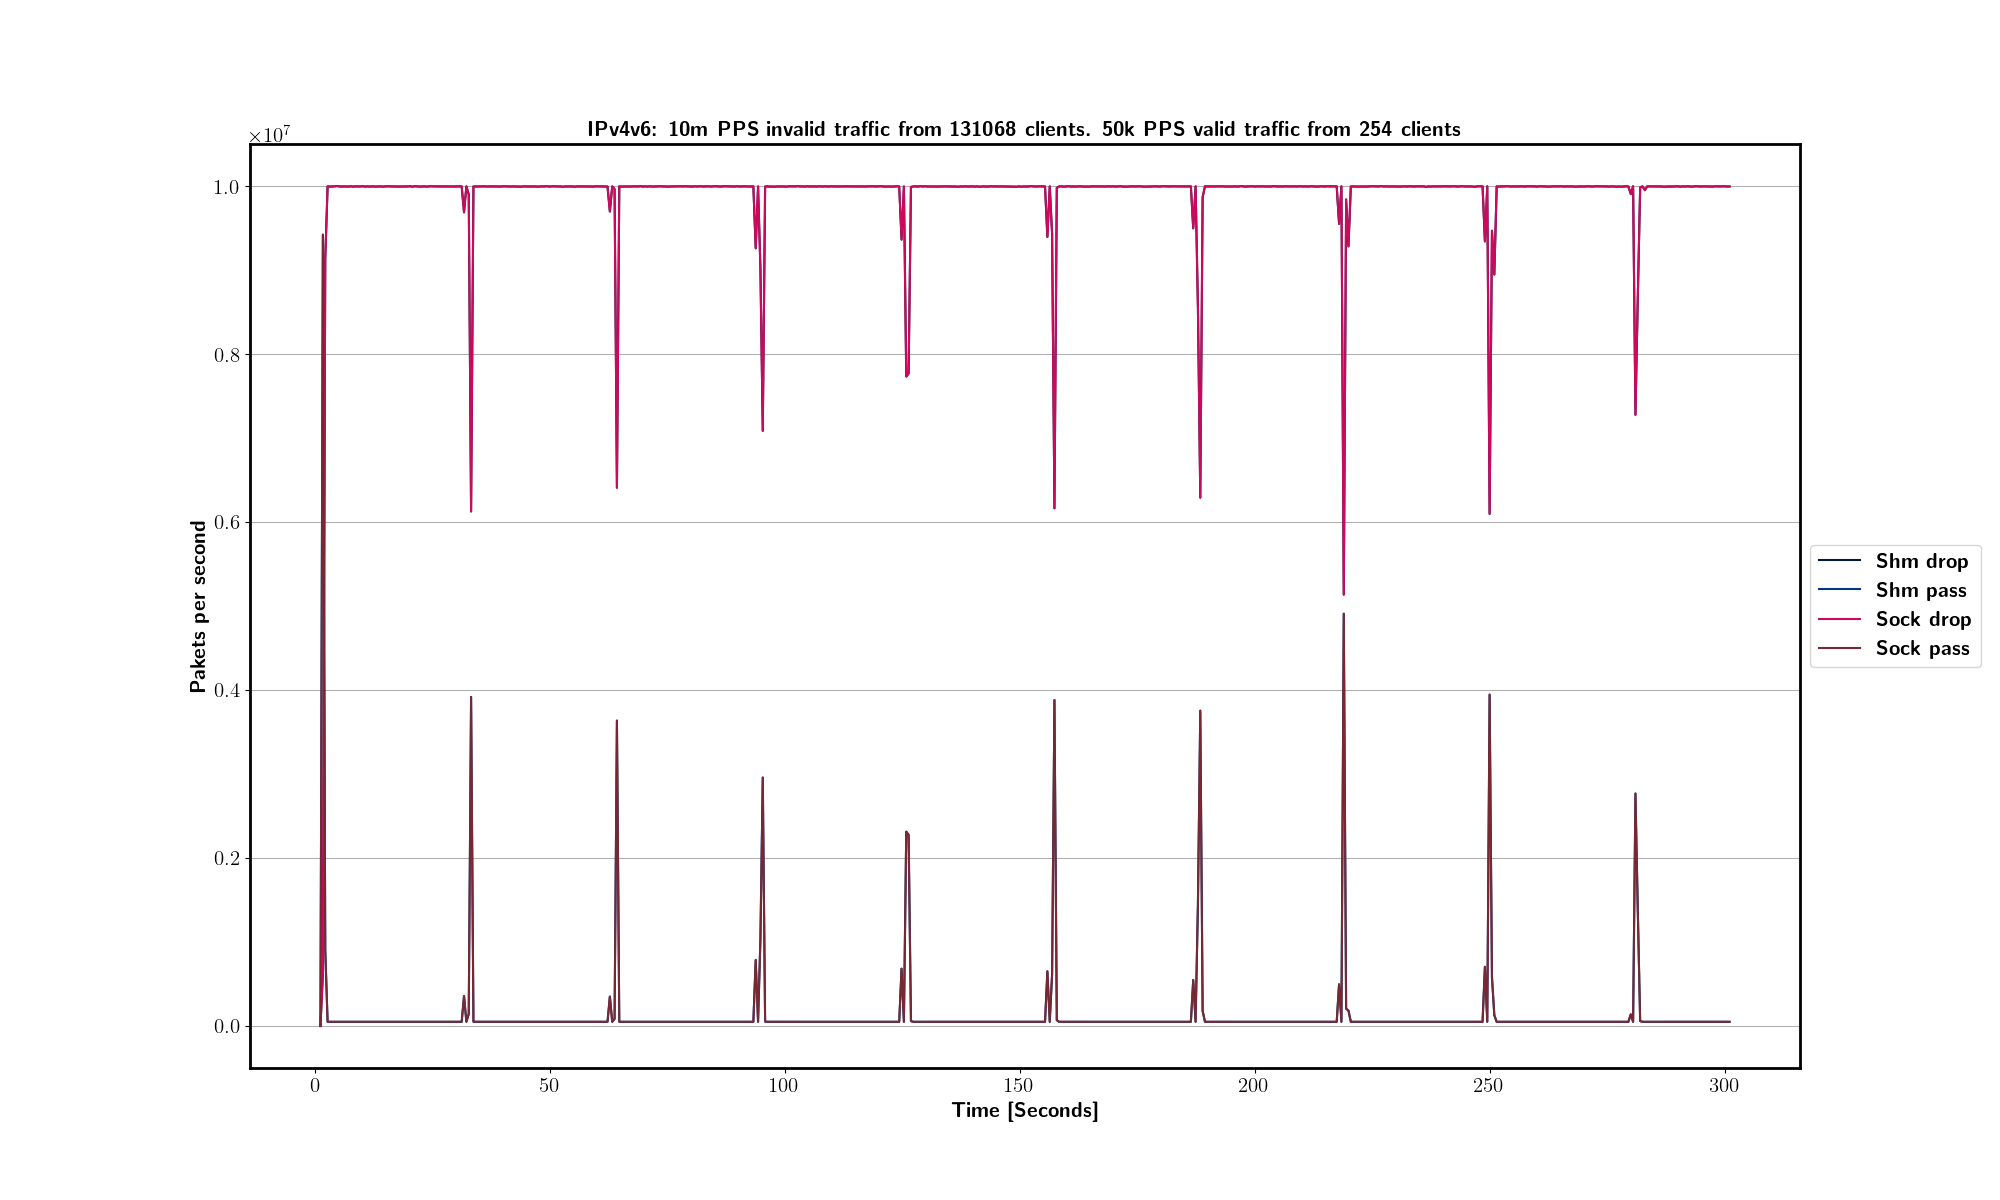 IPv4v6: 10m PPS invalid traffic from 131068 clients. 50k PPS valid traffic from 254 clients
×10⁷
1.0
0.8
0.6
0.4
0.2
0.0
Pakets per second
0 50 100 150 200 250 300
Time [Seconds]
Shm drop
Shm pass
Sock drop
Sock pass